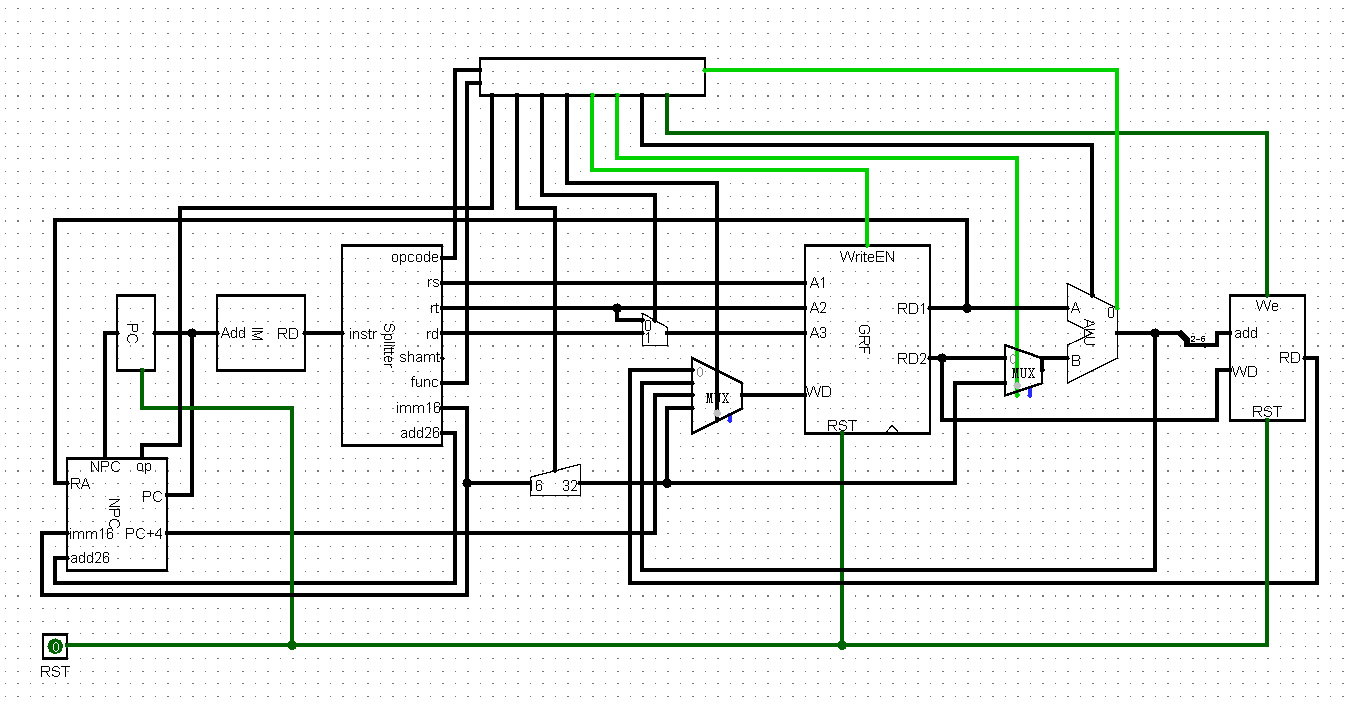 WriteEN
opcode
rs
A1
rt
A2
RD1
A
0
We
PC
Add
IM
RD
instr
Splitter
rd
0
1
A3
GRF
ALU
2-6
add
shamt
RD2
0
B
RD
func
0
MUX
MUX
WD
WD
imm16
RST
RST
add26
NPC
op
RA
PC
6
32
NPC
imm16
PC+4
add26
0
RST